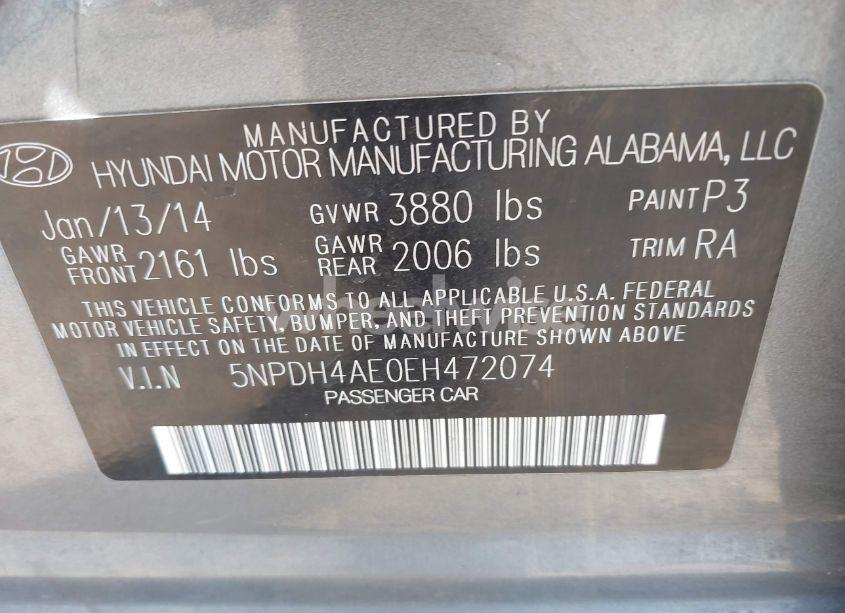 MANUFACTURED BY
HYUNDAI MOTOR MANUFACTURING ALABAMA, LLC
Jan/13/14 GVWR 3880 lbs PAINT P3
GAWR FRONT 2161 lbs GAWR REAR 2006 lbs TRIM RA
THIS VEHICLE CONFORMS TO ALL APPLICABLE U.S.A. FEDERAL
MOTOR VEHICLE SAFETY, BUMPER, AND THEFT PREVENTION STANDARDS
IN EFFECT ON THE DATE OF MANUFACTURE SHOWN ABOVE
V.I.N 5NPDH4AE0EH472074
PASSENGER CAR